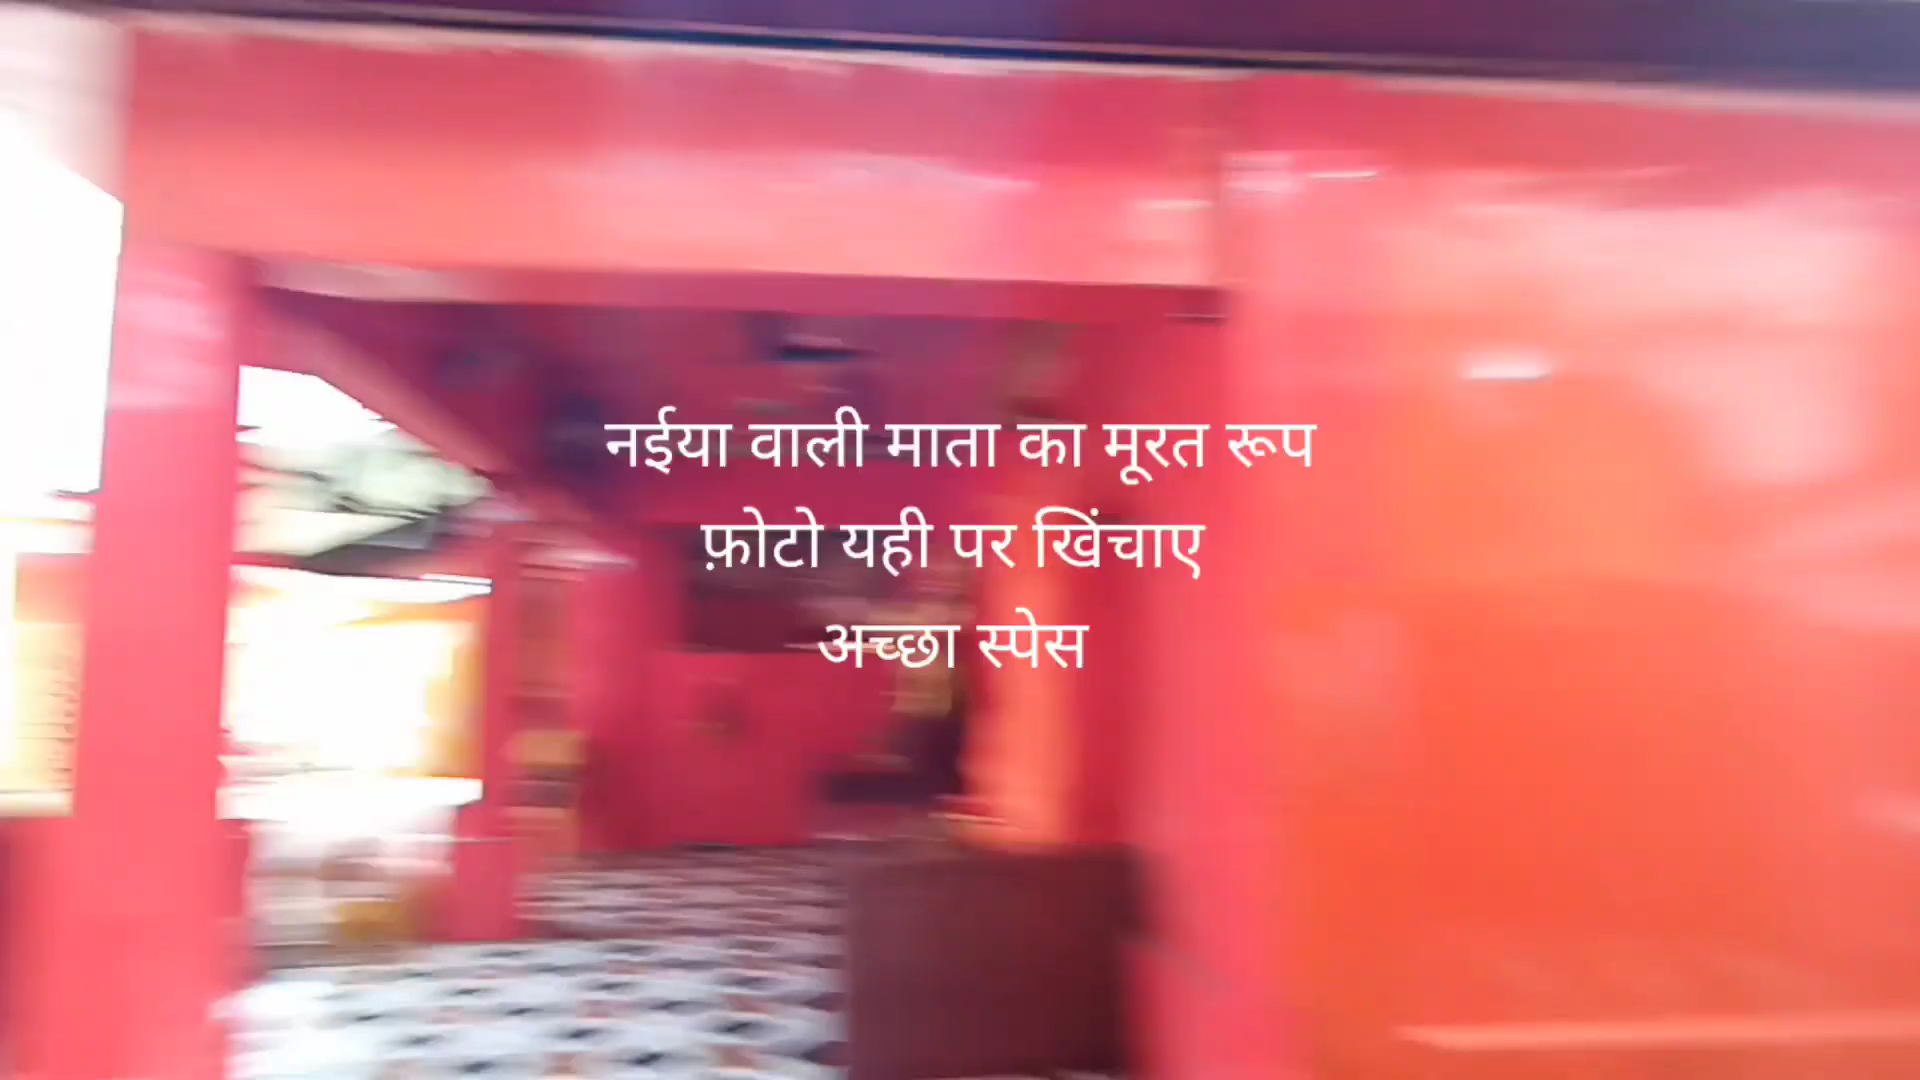 नईया वाली माता का मूरत रूप
फ़ोटो यही पर खिंचाए
अच्छा स्पेस